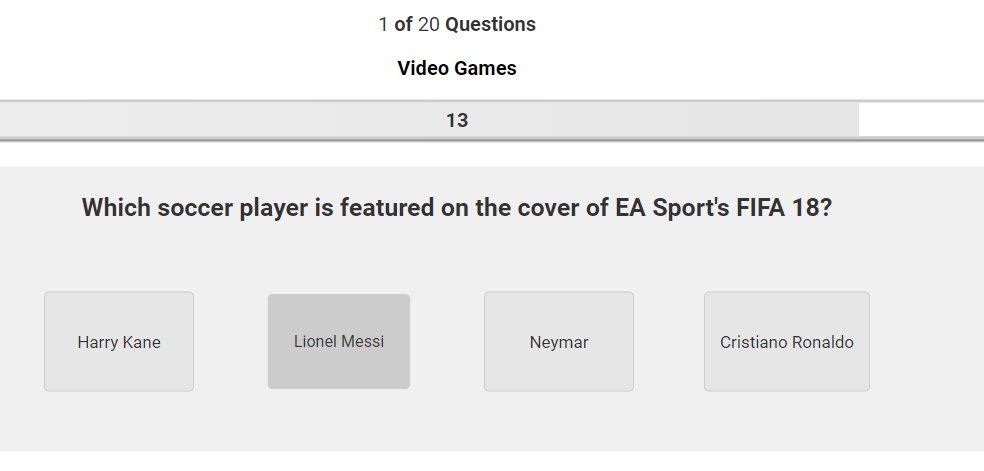 1 of 20 Questions
Video Games
13
Which soccer player is featured on the cover of EA Sport's FIFA 18?
Harry Kane
Lionel Messi
Neymar
Cristiano Ronaldo